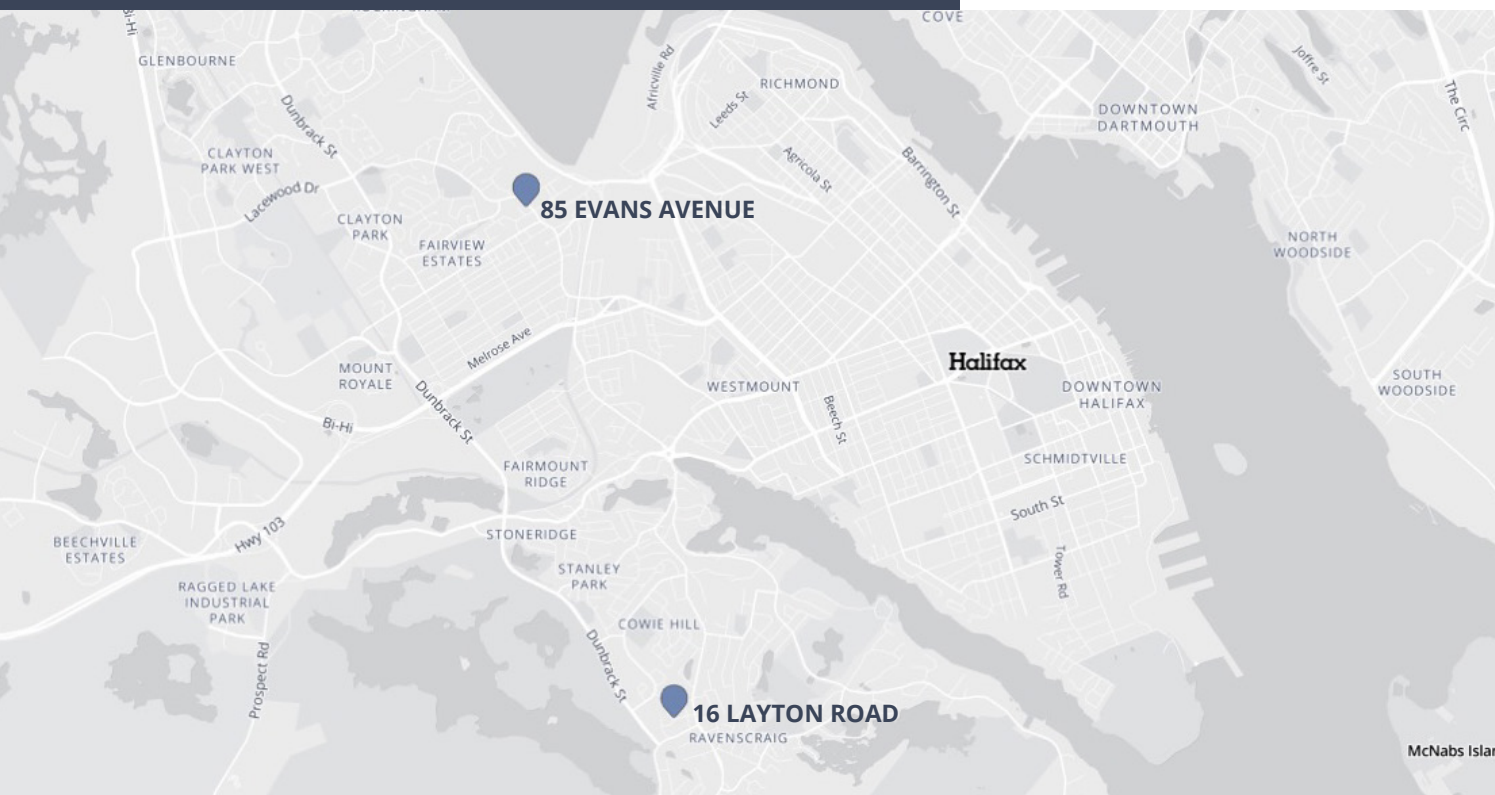 COVE
Bi-Hi
GLENBOURNE
Africville Rd
RICHMOND
Joffre St
The Circ
Leeds St
Dunbrack St
DOWNTOWN
DARTMOUTH
CLAYTON
PARK WEST
Agricola St
Barrington St
Lacewood Dr
85 EVANS AVENUE
CLAYTON
PARK
FAIRVIEW
ESTATES
NORTH
WOODSIDE
Melrose Ave
Halifax
MOUNT
ROYALE
WESTMOUNT
DOWNTOWN
HALIFAX
SOUTH
WOODSIDE
Dunbrack St
Beech St
Bi-Hi
SCHMIDTVILLE
FAIRMOUNT
RIDGE
South St
Hwy 103
STONERIDGE
BEECHVILLE
ESTATES
STANLEY
PARK
Tower Rd
RAGGED LAKE
INDUSTRIAL
PARK
COWIE HILL
Dunbrack St
Prospect Rd
16 LAYTON ROAD
RAVENSCRAIG
McNabs Islan